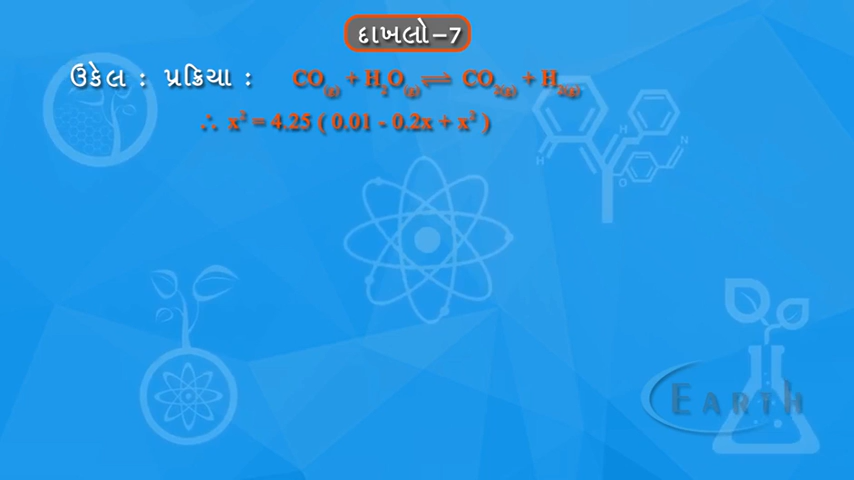 દાખલો–7
ઉકેલ : પ્રક્રિયા : CO(g) + H₂O(g) ⇌ CO₂(g) + H₂(g)
∴ x² = 4.25 ( 0.01 - 0.2x + x² )
H
N
H
O
EARTH